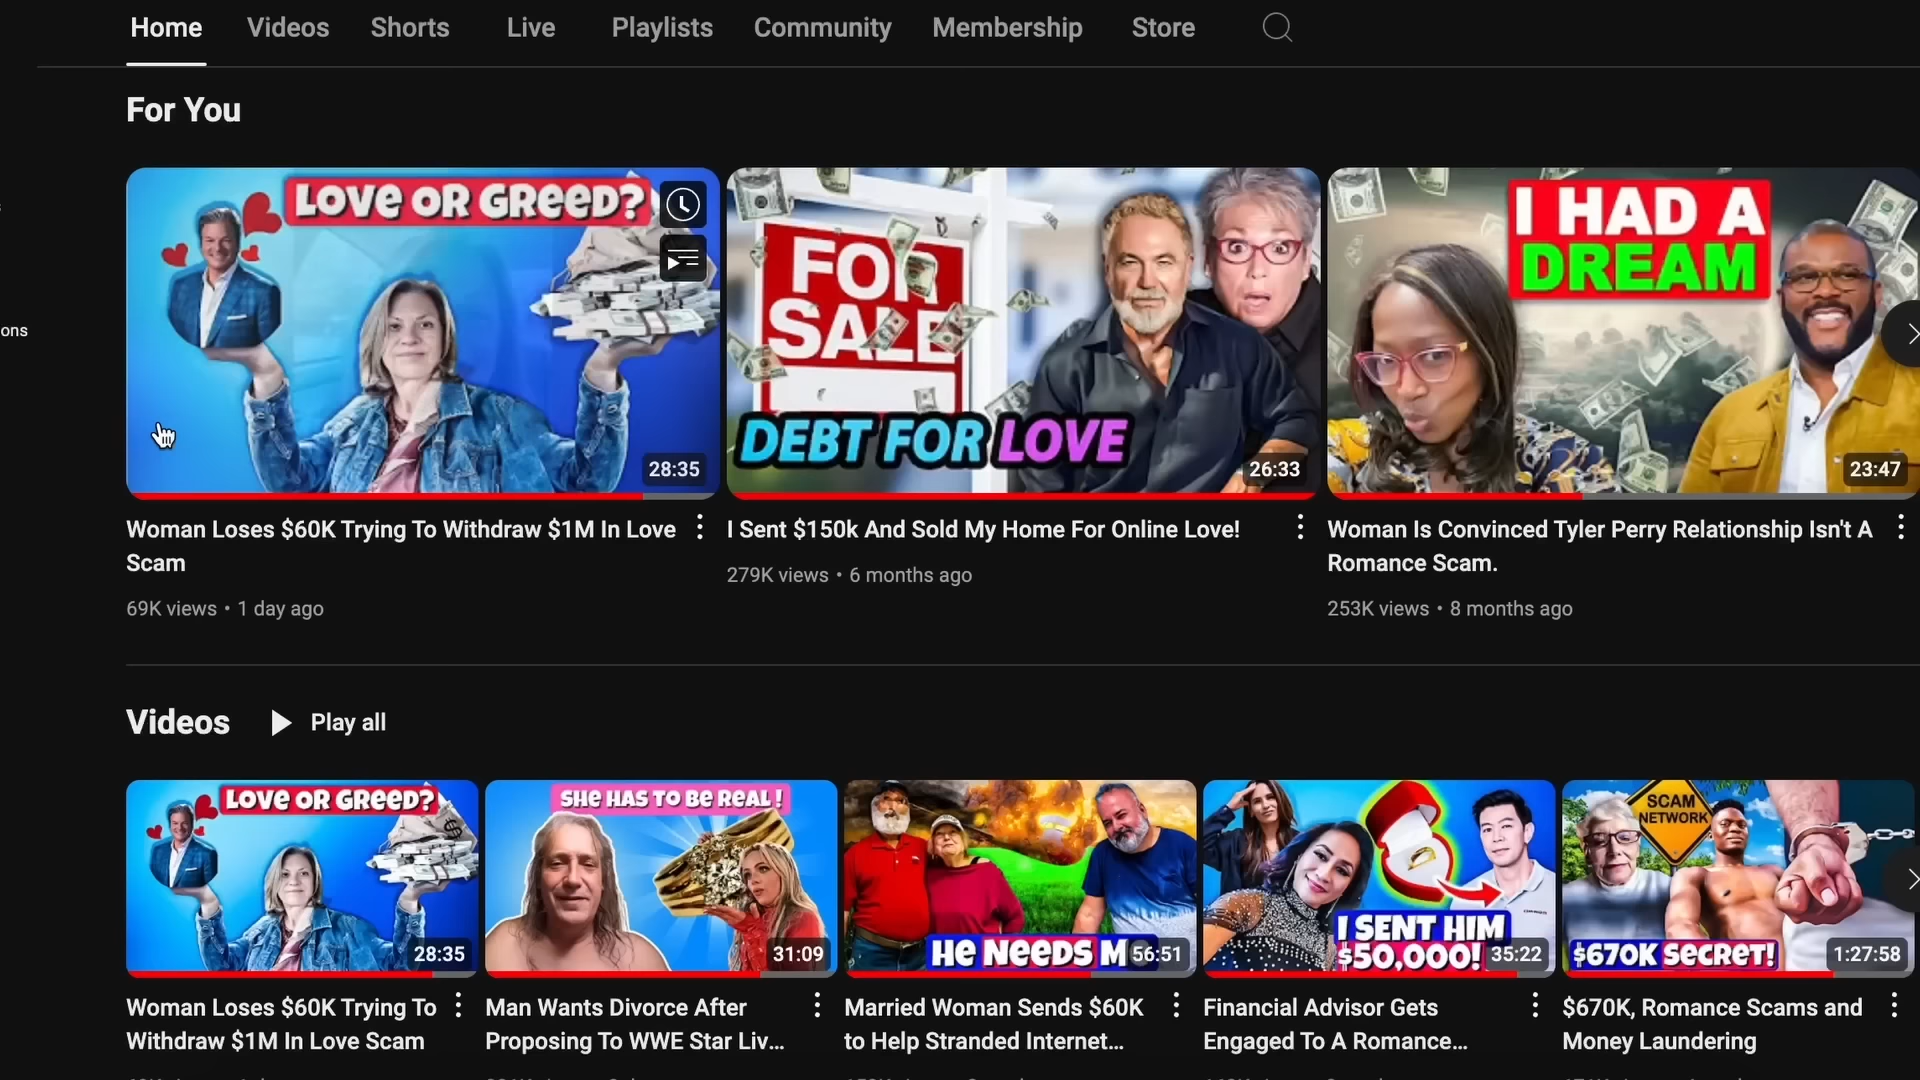 Home Videos Shorts Live Playlists Community Membership Store
For You
ons
LOVE OR GREED?
28:35
FOR SALE
DEBT FOR LOVE
26:33
I HAD A
DREAM
23:47
Woman Loses $60K Trying To Withdraw $1M In Love
Scam
69K views • 1 day ago
I Sent $150k And Sold My Home For Online Love!
279K views • 6 months ago
Woman Is Convinced Tyler Perry Relationship Isn't A
Romance Scam.
253K views • 8 months ago
Videos Play all
LOVE OR GREED?
28:35
SHE HAS TO BE REAL!
31:09
HE NEEDS M
56:51
I SENT HIM
$50,000!
35:22
SCAM
NETWORK
$670K SECRET!
1:27:58
Woman Loses $60K Trying To
Withdraw $1M In Love Scam
Man Wants Divorce After
Proposing To WWE Star Liv...
Married Woman Sends $60K
to Help Stranded Internet...
Financial Advisor Gets
Engaged To A Romance...
$670K, Romance Scams and
Money Laundering